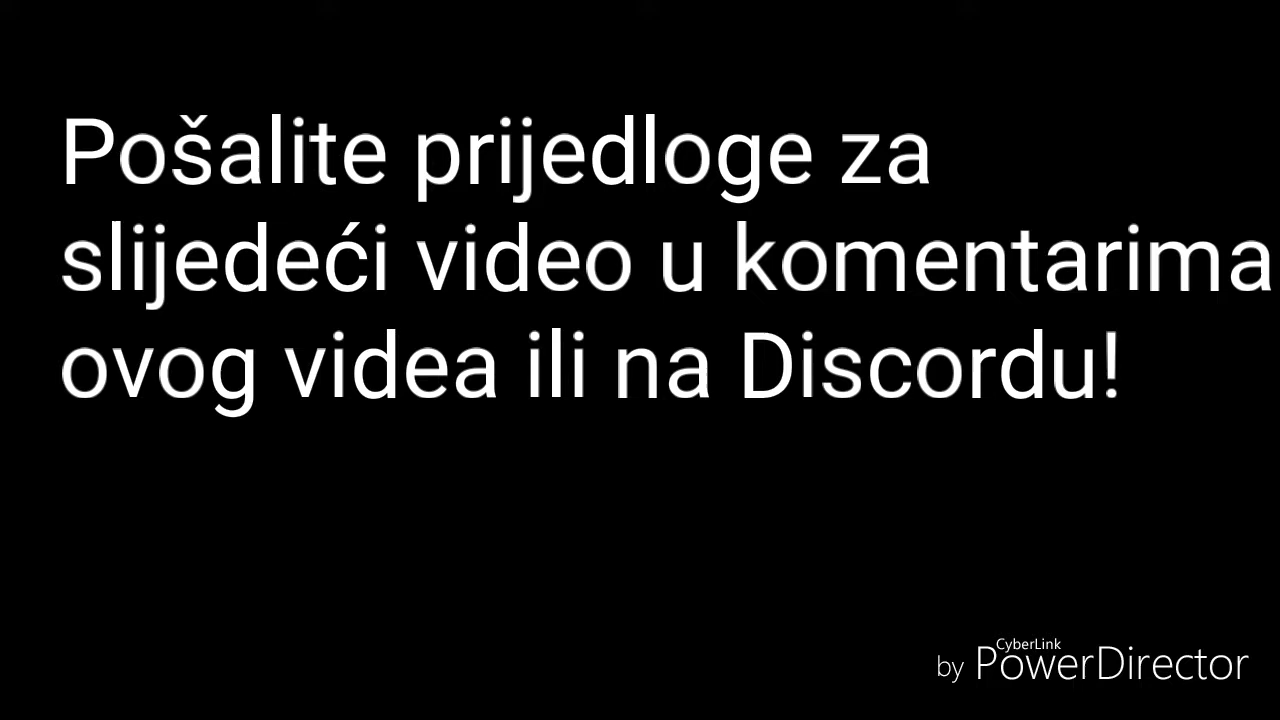 Pošalite prijedloge za
slijedeći video u komentarima
ovog videa ili na Discordu!
CyberLink
by PowerDirector